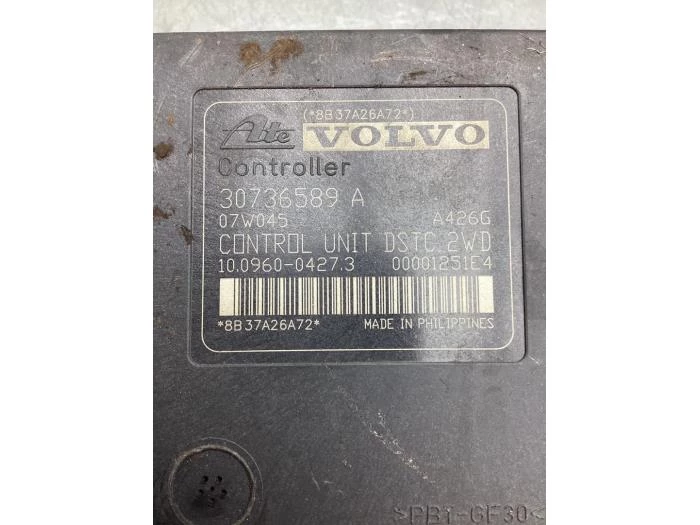 (*8B37A26A72*)
Ate VOLVO
Controller
30736589 A
07W045 A426G
CONTROL UNIT DSTC 2WD
10.0960-0427.3 00001251E4
*8B37A26A72* MADE IN PHILIPPINES
>PBT-GF30<